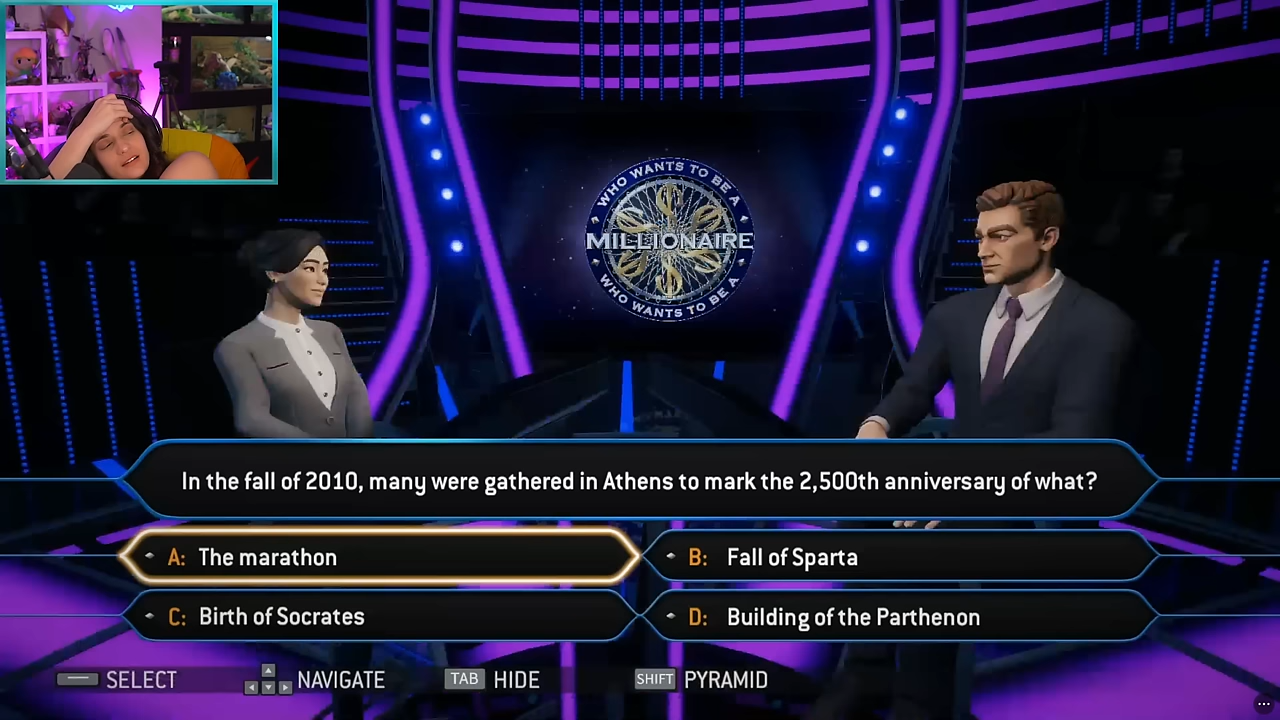 WHO WANTS TO BE A
MILLIONAIRE
WHO WANTS TO BE A
In the fall of 2010, many were gathered in Athens to mark the 2,500th anniversary of what?
A: The marathon
B: Fall of Sparta
C: Birth of Socrates
D: Building of the Parthenon
SELECT NAVIGATE TAB HIDE SHIFT PYRAMID